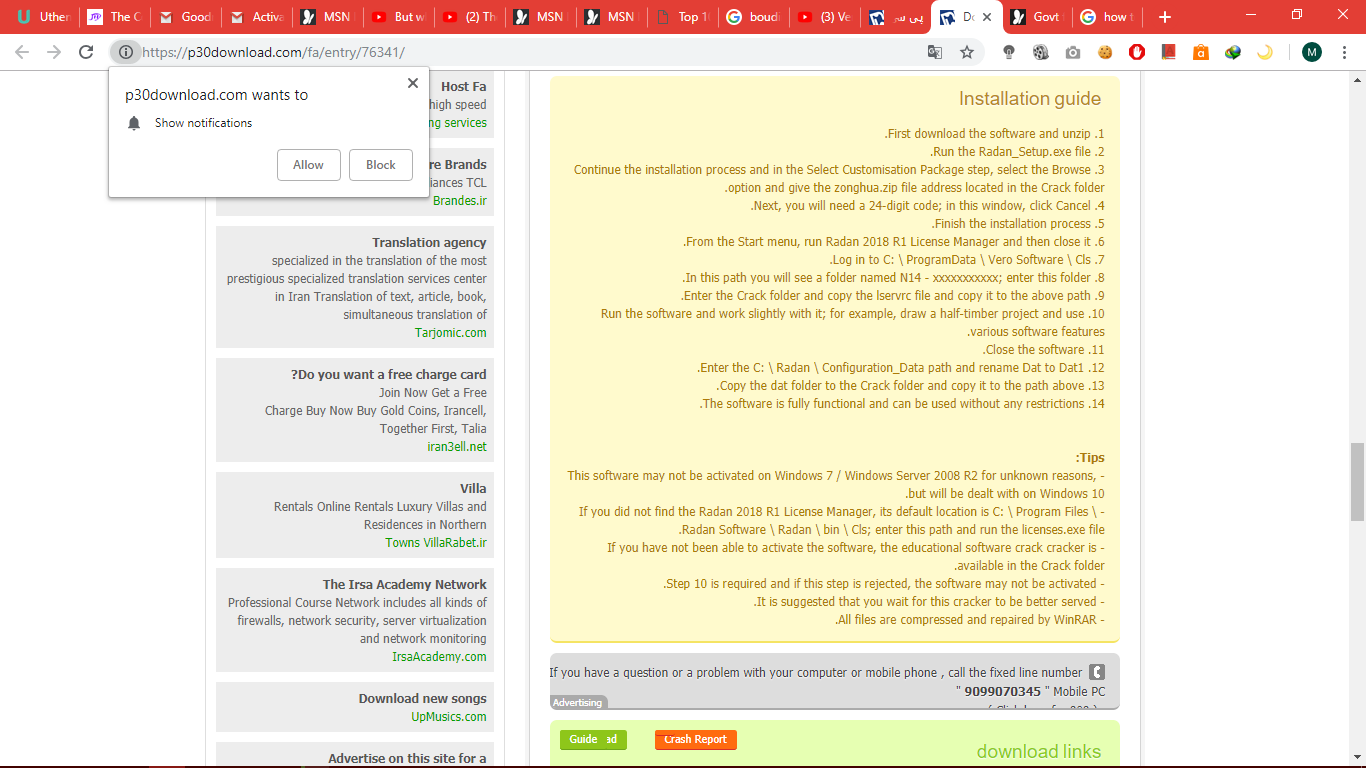 Uther
The C
Good
Activa
MSN
But w
(2) Th
MSN
MSN
Top 10
boudi
(3) Ve
پی سی
Do
Govt
how t
https://p30download.com/fa/entry/76341/
M
p30download.com wants to
Show notifications
Allow
Block
Host Fa
high speed
ng services
re Brands
iances TCL
Brandes.ir
Translation agency
specialized in the translation of the most
prestigious specialized translation services center
in Iran Translation of text, article, book,
simultaneous translation of
Tarjomic.com
?Do you want a free charge card
Join Now Get a Free
Charge Buy Now Buy Gold Coins, Irancell,
Together First, Talia
iran3ell.net
Villa
Rentals Online Rentals Luxury Villas and
Residences in Northern
Towns VillaRabet.ir
The Irsa Academy Network
Professional Course Network includes all kinds of
firewalls, network security, server virtualization
and network monitoring
IrsaAcademy.com
Download new songs
UpMusics.com
Advertise on this site for a
Installation guide
.First download the software and unzip .1
.Run the Radan_Setup.exe file .2
Continue the installation process and in the Select Customisation Package step, select the Browse .3
.option and give the zonghua.zip file address located in the Crack folder
.Next, you will need a 24-digit code; in this window, click Cancel .4
.Finish the installation process .5
.From the Start menu, run Radan 2018 R1 License Manager and then close it .6
.Log in to C: \ ProgramData \ Vero Software \ Cls .7
.In this path you will see a folder named N14 - xxxxxxxxxxx; enter this folder .8
.Enter the Crack folder and copy the lservrc file and copy it to the above path .9
Run the software and work slightly with it; for example, draw a half-timber project and use .10
.various software features
.Close the software .11
.Enter the C: \ Radan \ Configuration_Data path and rename Dat to Dat1 .12
.Copy the dat folder to the Crack folder and copy it to the path above .13
.The software is fully functional and can be used without any restrictions .14
:Tips
This software may not be activated on Windows 7 / Windows Server 2008 R2 for unknown reasons, -
.but will be dealt with on Windows 10
If you did not find the Radan 2018 R1 License Manager, its default location is C: \ Program Files \ -
.Radan Software \ Radan \ bin \ Cls; enter this path and run the licenses.exe file
If you have not been able to activate the software, the educational software crack cracker is -
.available in the Crack folder
.Step 10 is required and if this step is rejected, the software may not be activated -
.It is suggested that you wait for this cracker to be better served -
.All files are compressed and repaired by WinRAR -
If you have a question or a problem with your computer or mobile phone , call the fixed line number
" 9099070345 " Mobile PC
Advertising
Guide
ad
Crash Report
download links